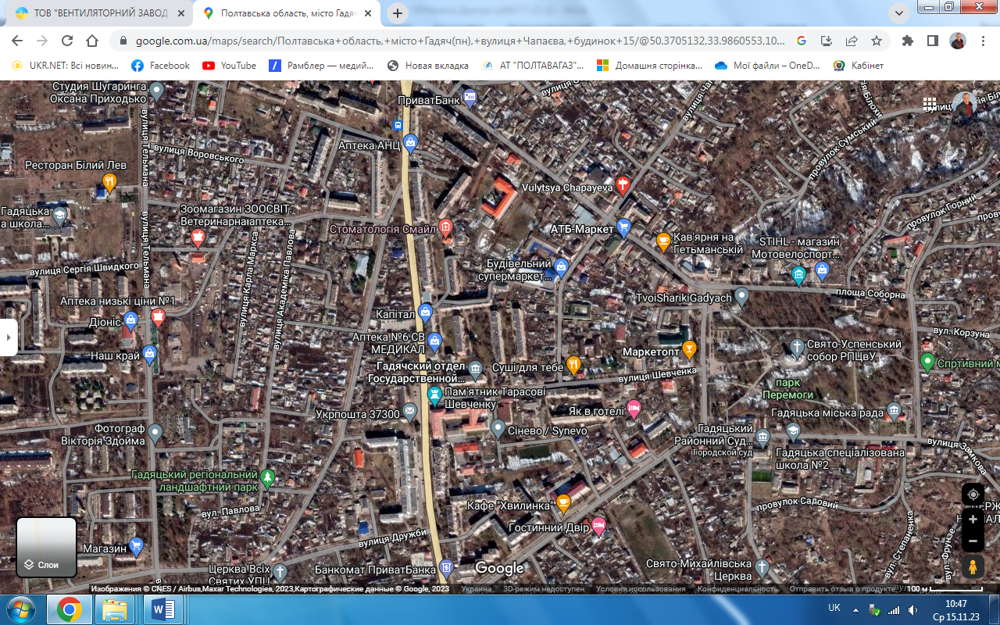 ТОВ "ВЕНТИЛЯТОРНИЙ ЗАВОД
Полтавська область, місто Гадяч
google.com.ua/maps/search/Полтавська+область,+місто+Гадяч(пн),+вулиця+Чапаєва,+будинок+15/@50.3705132,33.9860553,10...
UKR.NET: Всі новин...
Facebook
YouTube
Рамблер — медий...
Новая вкладка
АТ "ПОЛТАВАГАЗ"...
Домашня сторінка...
Мої файли – OneD...
Кабінет
Студия Шугаринга
Оксана Приходько
ПриватБанк
вулиця Тельмана
вулиця Воровського
Аптека АНЦ
провулок Сумський
Ресторан Білий Лев
Vulytsya Chapayeva
провулок Горний
Гадяцька
а школа...
Зоомагазин ЗООСВІТ.
Ветеринарна аптека...
вулиця Тельмана
Стоматологія Смайл
АТБ-Маркет
Кав'ярня на
Гетьманській
STIHL - магазин
Мотовелоспорт...
вулиця Карла Маркса
вулиця Академіка Павлова
вулиця Сергія Швидкого
Будівельний
супермаркет...
TvoiSharikiGadyach
площа Соборна
Аптека низькі ціни №1
Діоніс
Капітал
вул. Корзуна
Аптека №6 СВ
МЕДИКАЛ
Наш край
Маркетопт
Свято-Успенський
собор РПЦвУ
Гадячский отдел
Государственной...
Суші для тебе
вулиця Шевченка
Спртивний м
парк
Перемоги
Пам'ятник Тарасові
Шевченку
Укрпошта 37300
Як в готелі
Гадяцька міська рада
Фотограф
Вікторія Здойма
Сінево / Synevo
Гадяцький
Районний Суд...
Городской суд
Гадяцька спеціалізована
школа №2
вулиця Замкова
Гадяцький регіональний
ландшафтний парк
вул. Павлова
Кафе "Хвилинка"
провулок Садовий
Гостинний Двір
вулиця Дружби
вул. Степаненка
вул. Фрунзе
Магазин
Слои
Церква Всіх
Святих УПЦ
Банкомат ПриватБанка
Google
Свято-Михайлівська
Церква
Изображения © CNES / Airbus,Maxar Technologies, 2023,Картографические данные © Google, 2023
Украина
3D-режим недоступен
Условия использования
Конфиденциальность
Отправить отзыв о продукте
100 м
UK
10:47
Ср 15.11.23